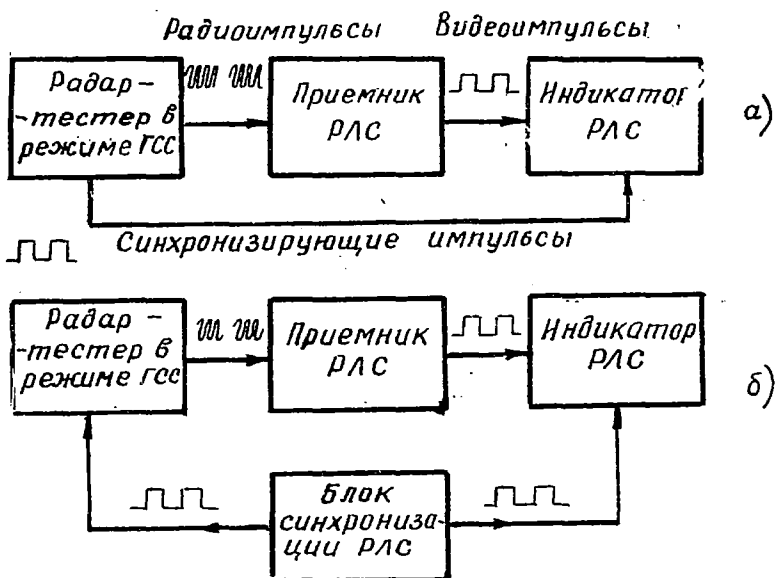 Радиоимпульсы Видеоимпульсы
Радар-
-тестер в
режиме ГСС
Приемник
РЛС
Индикатор
РЛС
а)
Синхронизирующие импульсы
Радар-
-тестер в
режиме ГСС
Приемник
РЛС
Индикатор
РЛС
б)
Блок
синхрониза-
ции РЛС